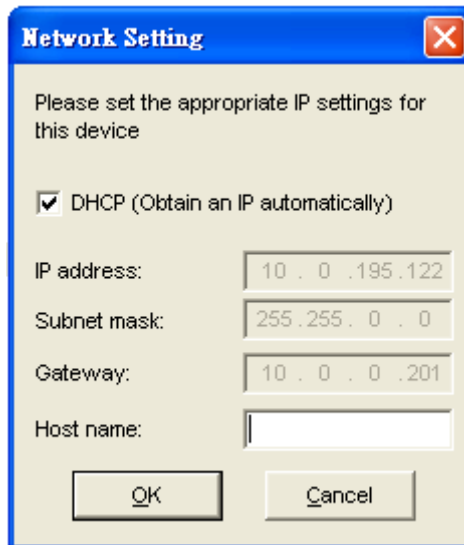 Network Setting
Please set the appropriate IP settings for
this device
DHCP (Obtain an IP automatically)
IP address: 10 . 0 .195.122
Subnet mask: 255.255. 0 . 0
Gateway: 10 . 0 . 0 .201
Host name:
OK Cancel